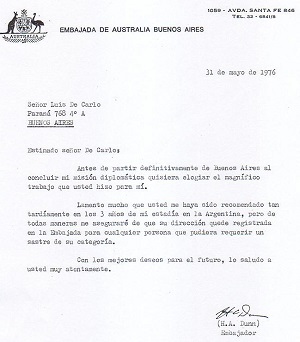 1059 - AVDA. SANTA FE 846
TEL. 32 - 6841/9
EMBAJADA DE AUSTRALIA BUENOS AIRES
AUSTRALIA
31 de mayo de 1976
Señor Luis De Carlo
Paraná 768 4º A
BUENOS AIRES
Estimado señor De Carlo:
Antes de partir definitivamente de Buenos Aires al
concluir mi misión diplomática quisiera elogiar el magnífico
trabajo que usted hizo para mí.
Lamento mucho que usted me haya sido recomendado tan
tardíamente en los 3 años de mi estadía en la Argentina, pero de
todas maneras me aseguraré de que su dirección quede registrada
en la Embajada para cualquier persona que pudiera requerir un
sastre de su categoría.
Con los mejores deseos para el futuro, lo saludo a
usted muy atentamente.
(H.A. Dunn)
Embajador